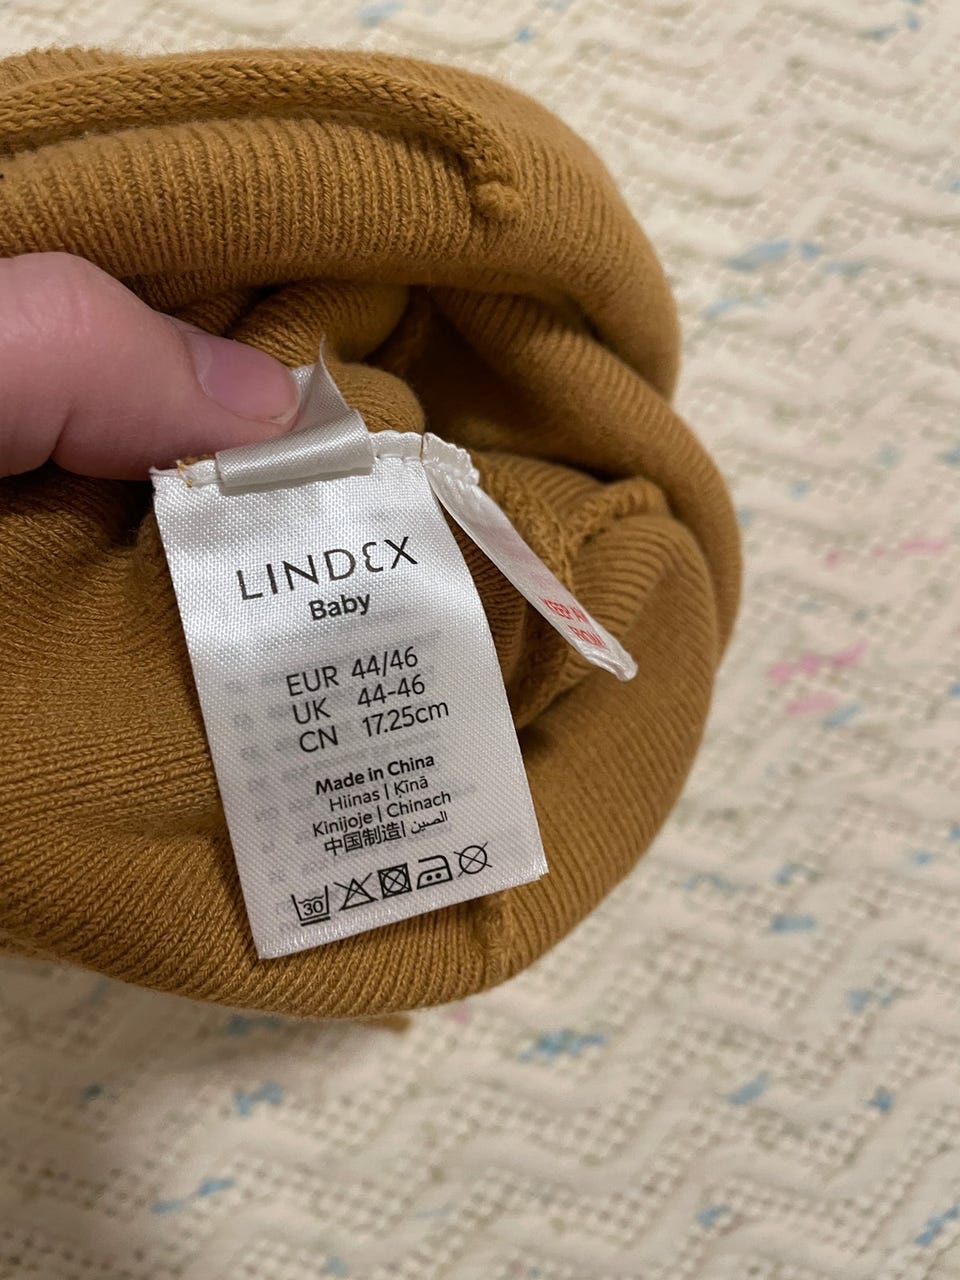 LINDEX
Baby
EUR 44/46
UK 44-46
CN 17.25cm
Made in China
Hiinas | Ķīnā
Kinijoje | Chinach
中国制造| الصين
30
KEEP